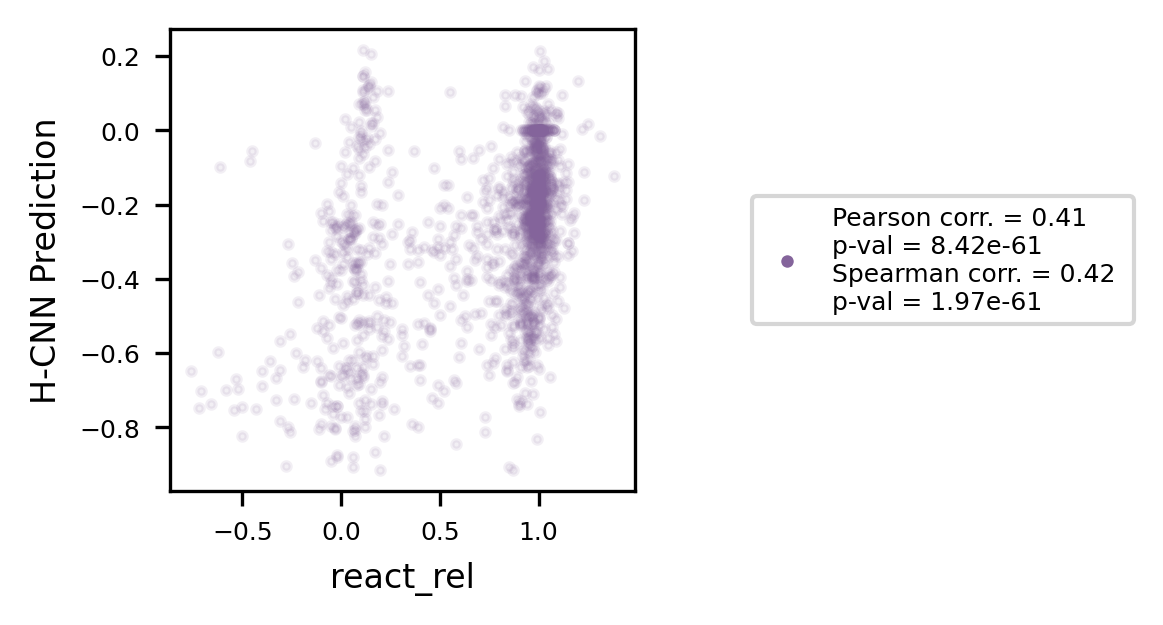 H-CNN Prediction
0.2
0.0
−0.2
−0.4
−0.6
−0.8
−0.5
0.0
0.5
1.0
react_rel
Pearson corr. = 0.41
p-val = 8.42e-61
Spearman corr. = 0.42
p-val = 1.97e-61